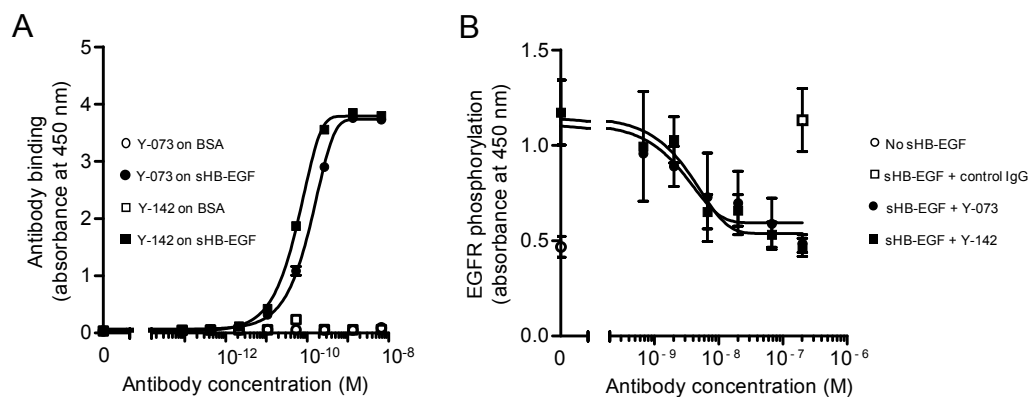 A
Antibody binding
(absorbance at 450 nm)
5
4
3
2
1
0
Y-073 on BSA
Y-073 on sHB-EGF
Y-142 on BSA
Y-142 on sHB-EGF
0
10-12
10-10
10-8
Antibody concentration (M)
B
EGFR phosphorylation
(absorbance at 450 nm)
1.5
1.0
0.5
0.0
0
10-9
10-8
10-7
10-6
Antibody concentration (M)
No sHB-EGF
sHB-EGF + control IgG
sHB-EGF + Y-073
sHB-EGF + Y-142